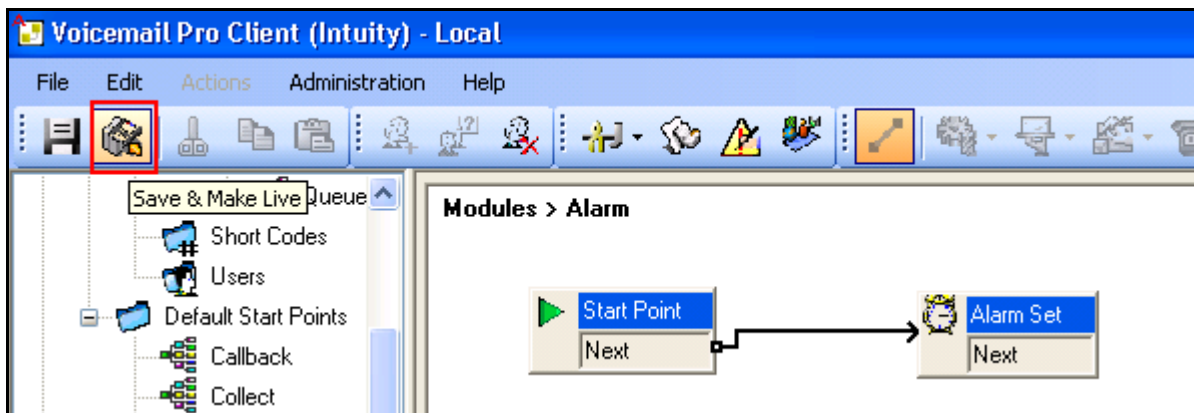 Voicemail Pro Client (Intuity) - Local
File Edit Actions Administration Help
Save & Make Live
Queue
Short Codes
Users
Default Start Points
Callback
Collect
Modules > Alarm
Start Point
Next
Alarm Set
Next